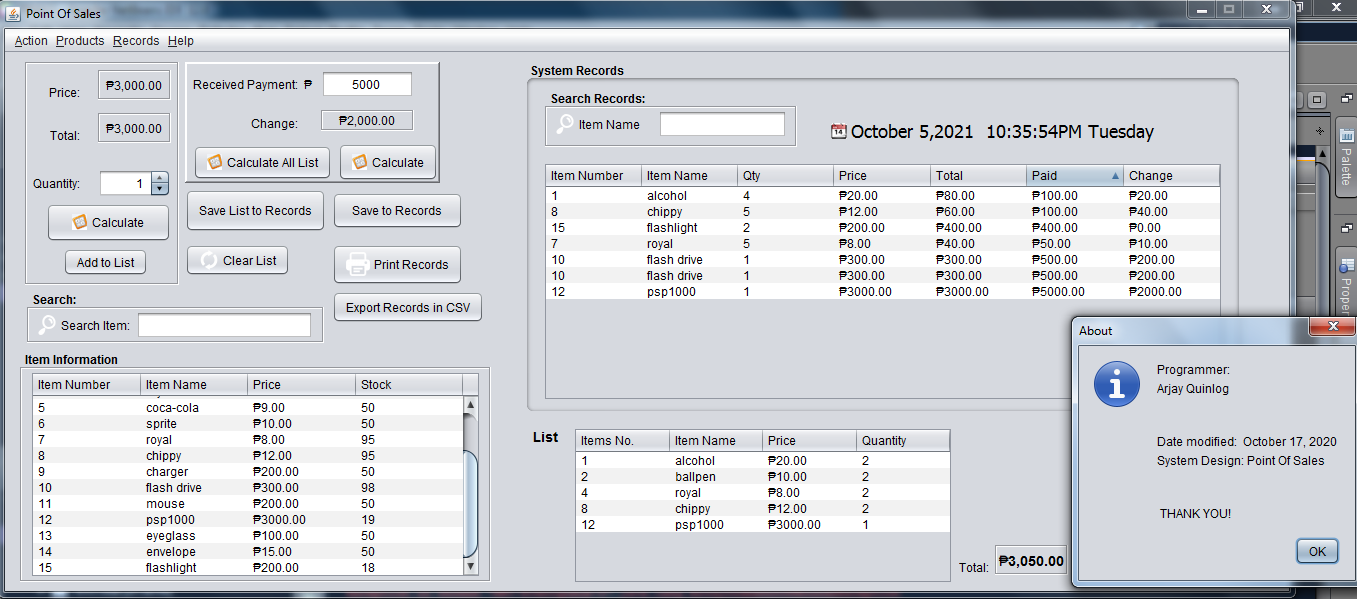 Point Of Sales
Action Products Records Help
Price: ₱3,000.00
Total: ₱3,000.00
Quantity: 1
Calculate
Add to List
Received Payment: ₱ 5000
Change: ₱2,000.00
Calculate All List Calculate
Save List to Records Save to Records
Clear List Print Records
Export Records in CSV
Search:
Search Item:
Item Information
Item Number Item Name Price Stock
5 coca-cola ₱9.00 50
6 sprite ₱10.00 50
7 royal ₱8.00 95
8 chippy ₱12.00 95
9 charger ₱200.00 50
10 flash drive ₱300.00 98
11 mouse ₱200.00 50
12 psp1000 ₱3000.00 19
13 eyeglass ₱100.00 50
14 envelope ₱15.00 50
15 flashlight ₱200.00 18
System Records
Search Records:
Item Name
14 October 5,2021 10:35:54PM Tuesday
Item Number Item Name Qty Price Total Paid Change
1 alcohol 4 ₱20.00 ₱80.00 ₱100.00 ₱20.00
8 chippy 5 ₱12.00 ₱60.00 ₱100.00 ₱40.00
15 flashlight 2 ₱200.00 ₱400.00 ₱400.00 ₱0.00
7 royal 5 ₱8.00 ₱40.00 ₱50.00 ₱10.00
10 flash drive 1 ₱300.00 ₱300.00 ₱500.00 ₱200.00
10 flash drive 1 ₱300.00 ₱300.00 ₱500.00 ₱200.00
12 psp1000 1 ₱3000.00 ₱3000.00 ₱5000.00 ₱2000.00
List
Items No. Item Name Price Quantity
1 alcohol ₱20.00 2
2 ballpen ₱10.00 2
4 royal ₱8.00 2
8 chippy ₱12.00 2
12 psp1000 ₱3000.00 1
Total: ₱3,050.00
About
Programmer:
Arjay Quinlog
Date modified: October 17, 2020
System Design: Point Of Sales
THANK YOU!
OK
Palette